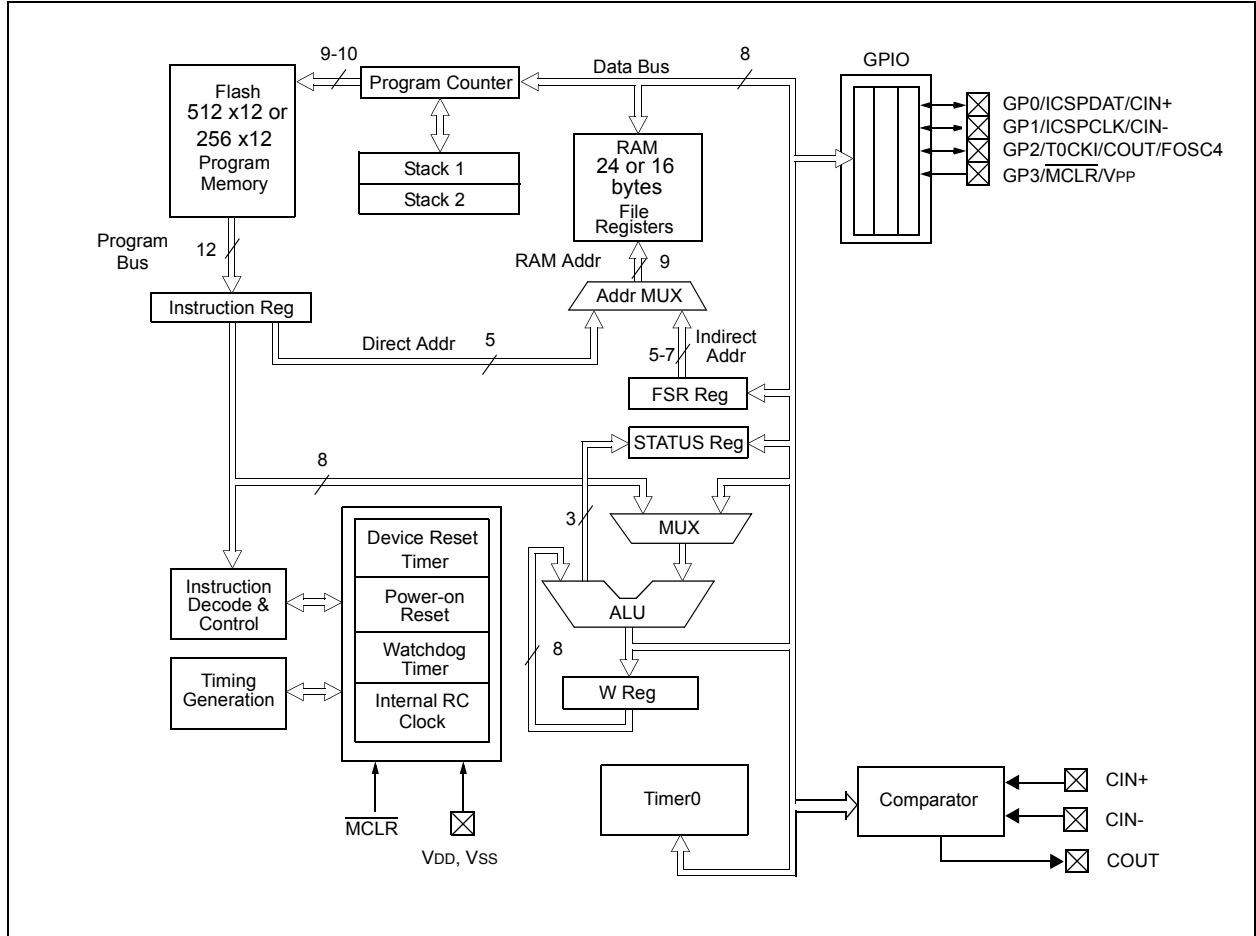 9-10
Program Counter
Data Bus
8
GPIO
Flash
512 x12 or
256 x12
Program
Memory
Stack 1
Stack 2
RAM
24 or 16
bytes
File
Registers
GP0/ICSPDAT/CIN+
GP1/ICSPCLK/CIN-
GP2/T0CKI/COUT/FOSC4
GP3/MCLR/VPP
Program
Bus
12
RAM Addr
9
Instruction Reg
Addr MUX
Direct Addr
5
5-7
Indirect
Addr
FSR Reg
STATUS Reg
8
3
MUX
Device Reset
Timer
Power-on
Reset
Watchdog
Timer
Internal RC
Clock
Instruction
Decode &
Control
Timing
Generation
ALU
8
W Reg
MCLR
VDD, VSS
Timer0
Comparator
CIN+
CIN-
COUT